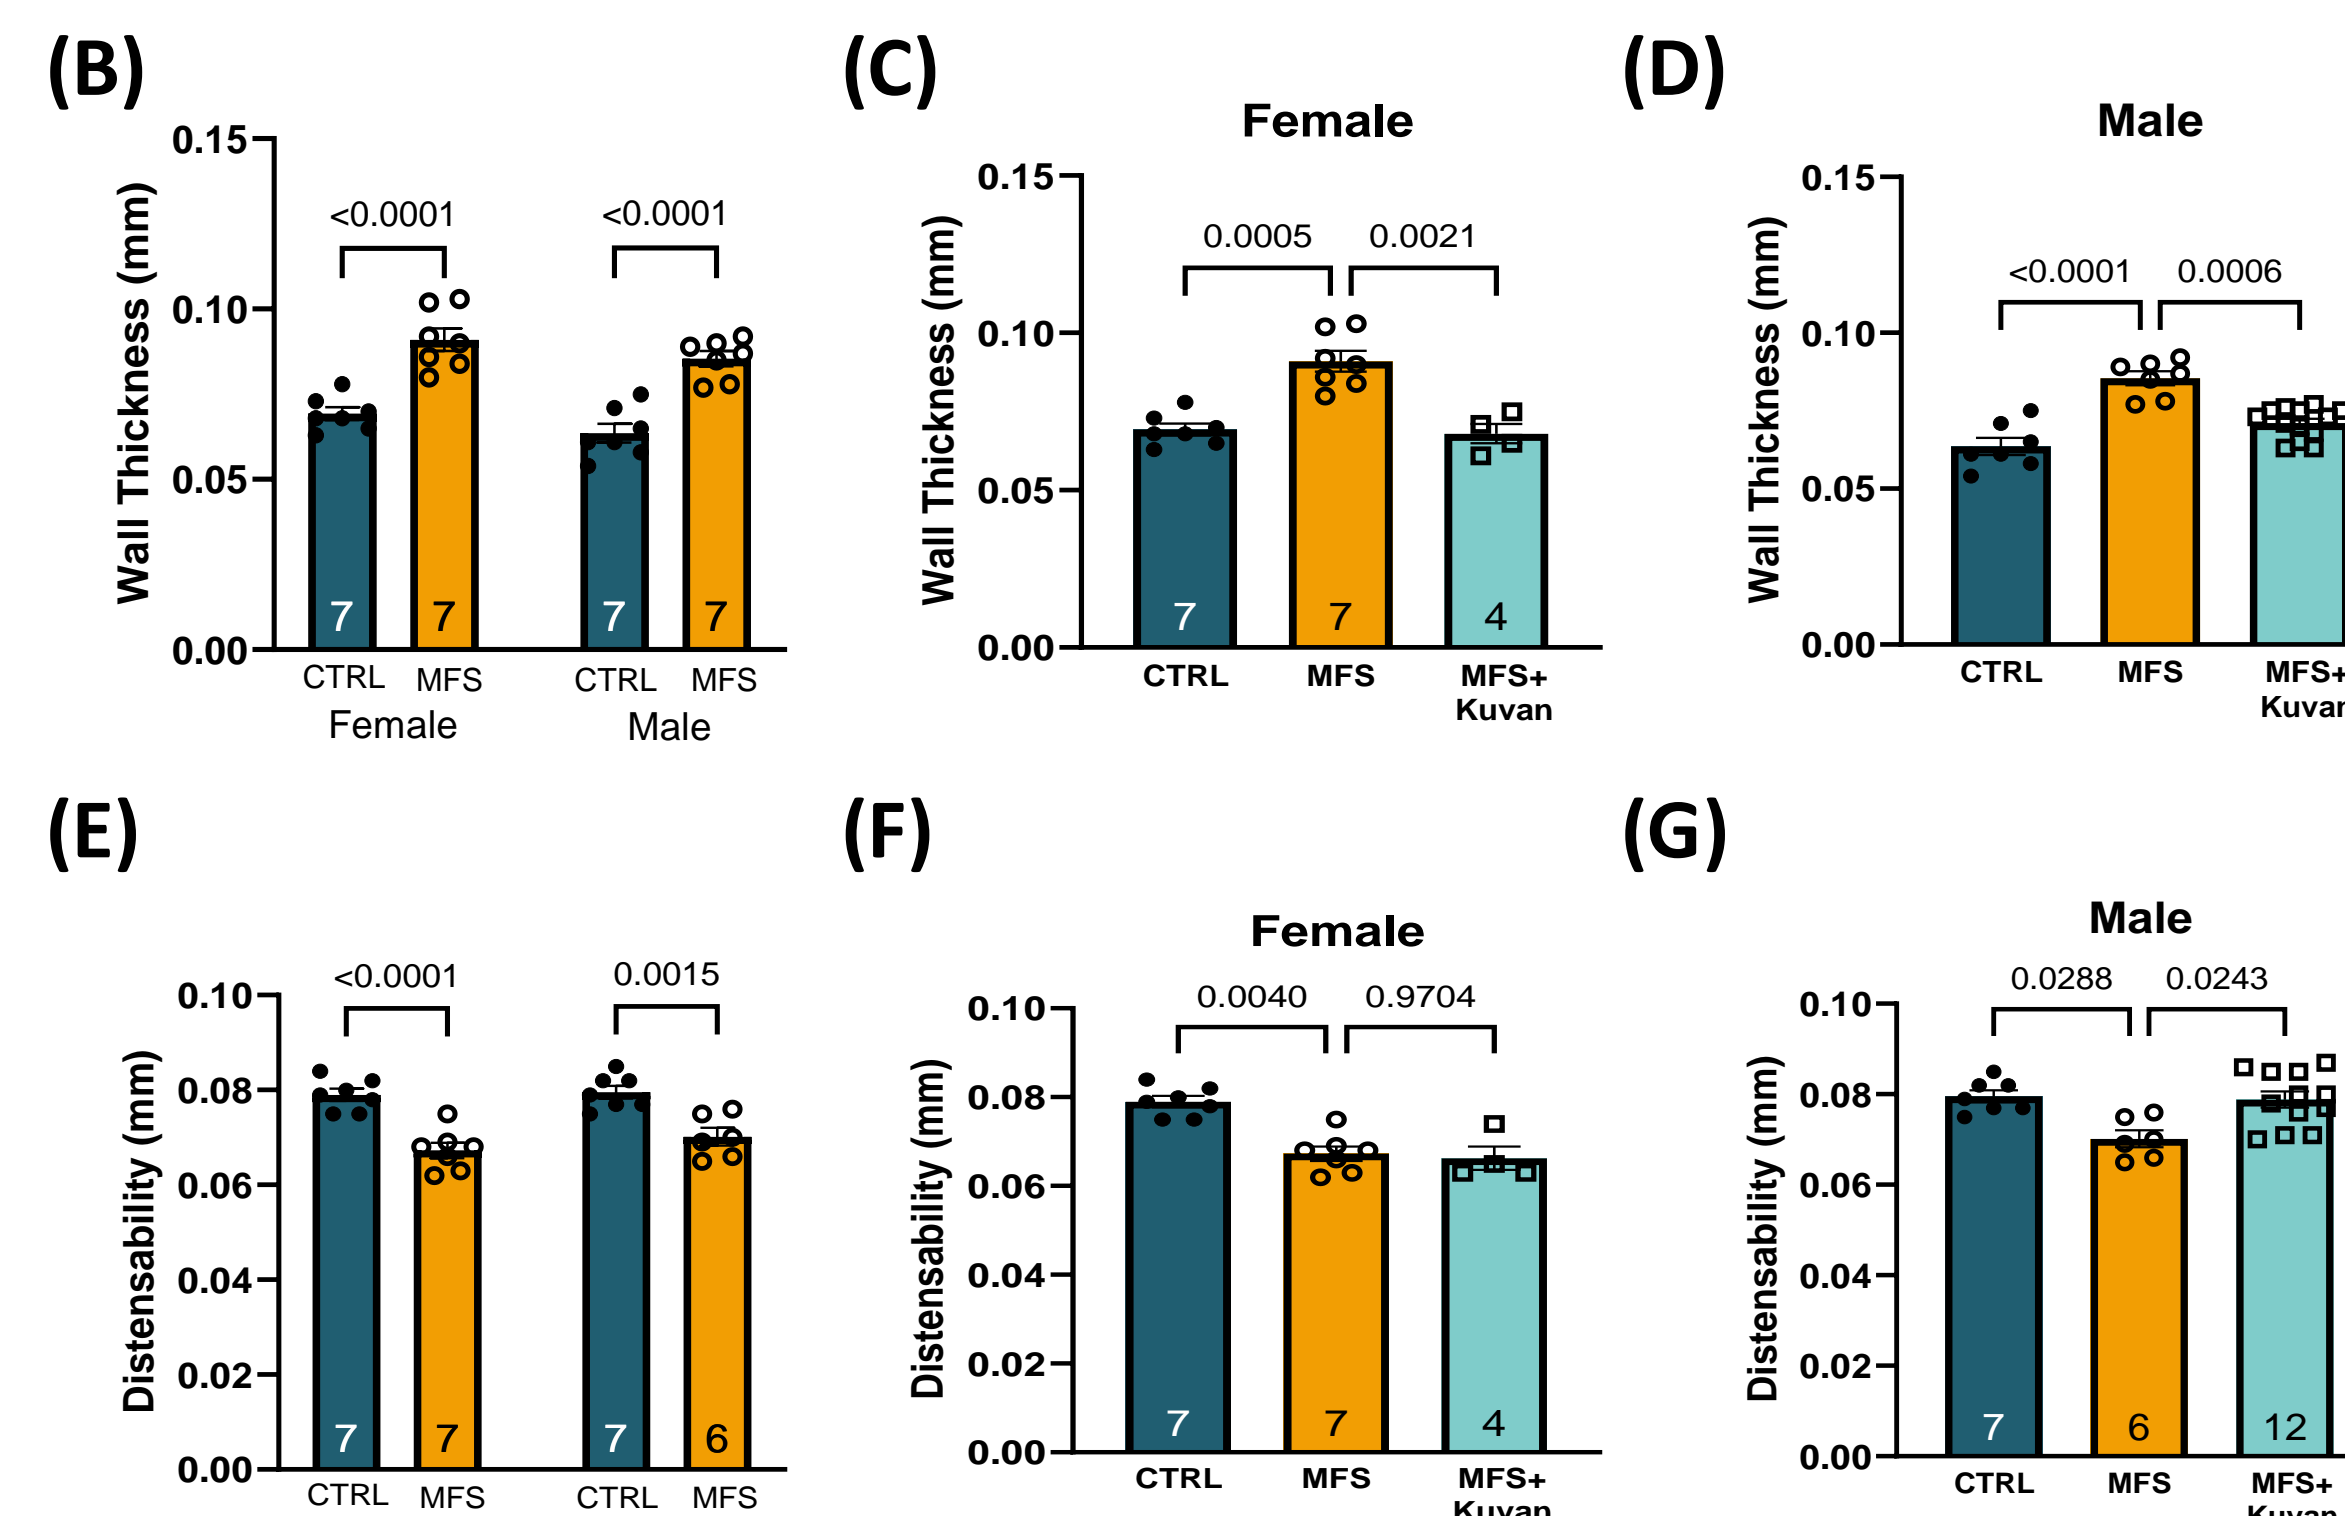 (B)
Wall Thickness (mm)
0.15
0.10
0.05
0.00
<0.0001
<0.0001
7
7
7
7
CTRL MFS CTRL MFS
Female Male
(C)
Female
Wall Thickness (mm)
0.15
0.10
0.05
0.00
0.0005 0.0021
7
7
4
CTRL MFS MFS+
Kuvan
(D)
Male
Wall Thickness (mm)
0.15
0.10
0.05
0.00
<0.0001 0.0006
CTRL MFS MFS+
Kuvan
(E)
Distensability (mm)
0.10
0.08
0.06
0.04
0.02
0.00
<0.0001 0.0015
7
7
7
6
CTRL MFS CTRL MFS
(F)
Female
Distensability (mm)
0.10
0.08
0.06
0.04
0.02
0.00
0.0040 0.9704
7
7
4
CTRL MFS MFS+
Kuvan
(G)
Male
Distensability (mm)
0.10
0.08
0.06
0.04
0.02
0.00
0.0288 0.0243
7
6
12
CTRL MFS MFS+
Kuvan